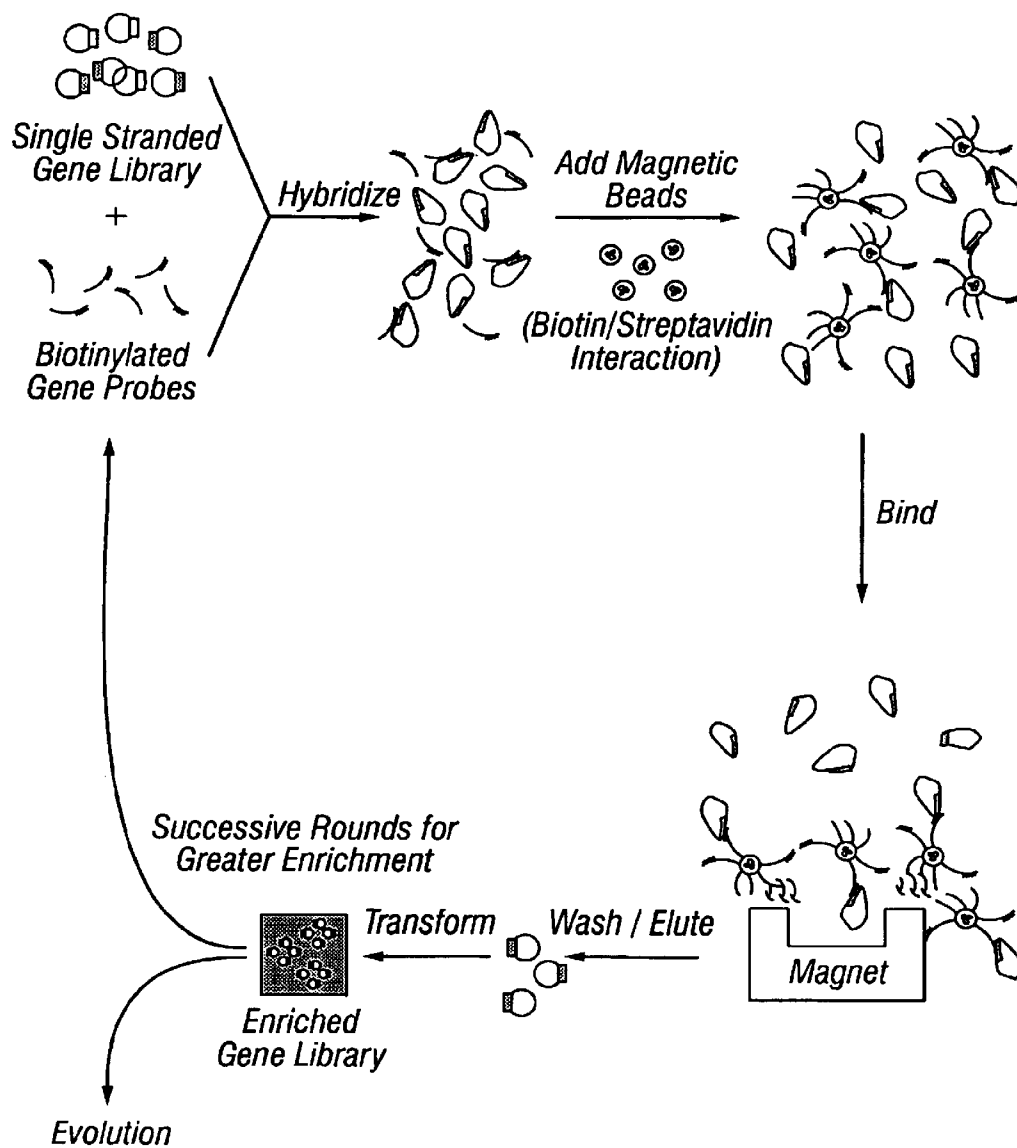 Single Stranded
Gene Library
+
Biotinylated
Gene Probes
Hybridize
Add Magnetic
Beads
(Biotin/Streptavidin
Interaction)
Bind
Magnet
Wash / Elute
Transform
Enriched
Gene Library
Successive Rounds for
Greater Enrichment
Evolution